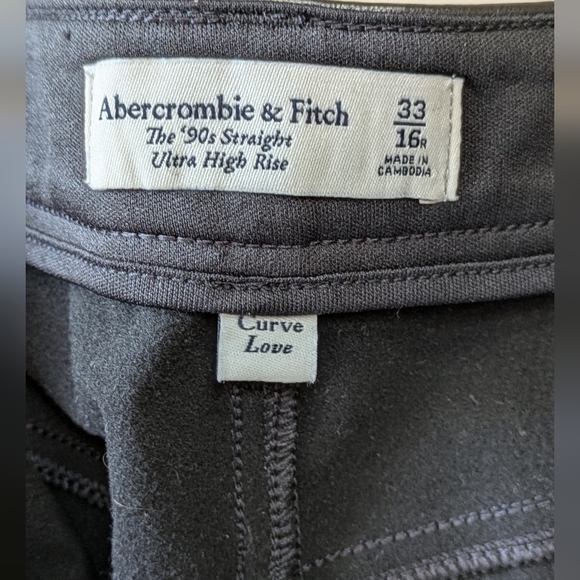 Abercrombie & Fitch
The '90s Straight
Ultra High Rise
33
16R
MADE IN
CAMBODIA
Curve
Love